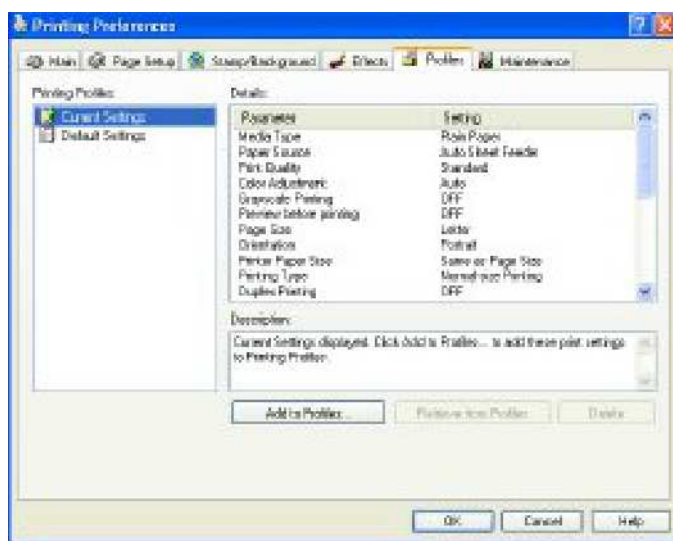 Printing Preferences
Main Page Setup Stamp/Background Effects Profiles Maintenance
Printing Profiles: Details:
Current Settings
Default Settings
Parameter Setting
Media Type Plain Paper
Paper Source Auto Sheet Feeder
Print Quality Standard
Color Adjustment Auto
Grayscale Printing OFF
Preview before printing OFF
Page Size Letter
Orientation Portrait
Printer Paper Size Same as Page Size
Printing Type Normal-size Printing
Duplex Printing OFF
Description:
Current Settings displayed. Click Add to Profiles... to add these print settings
to Printing Profiles.
Add to Profiles... Retrieve from Profiles Delete
OK Cancel Help